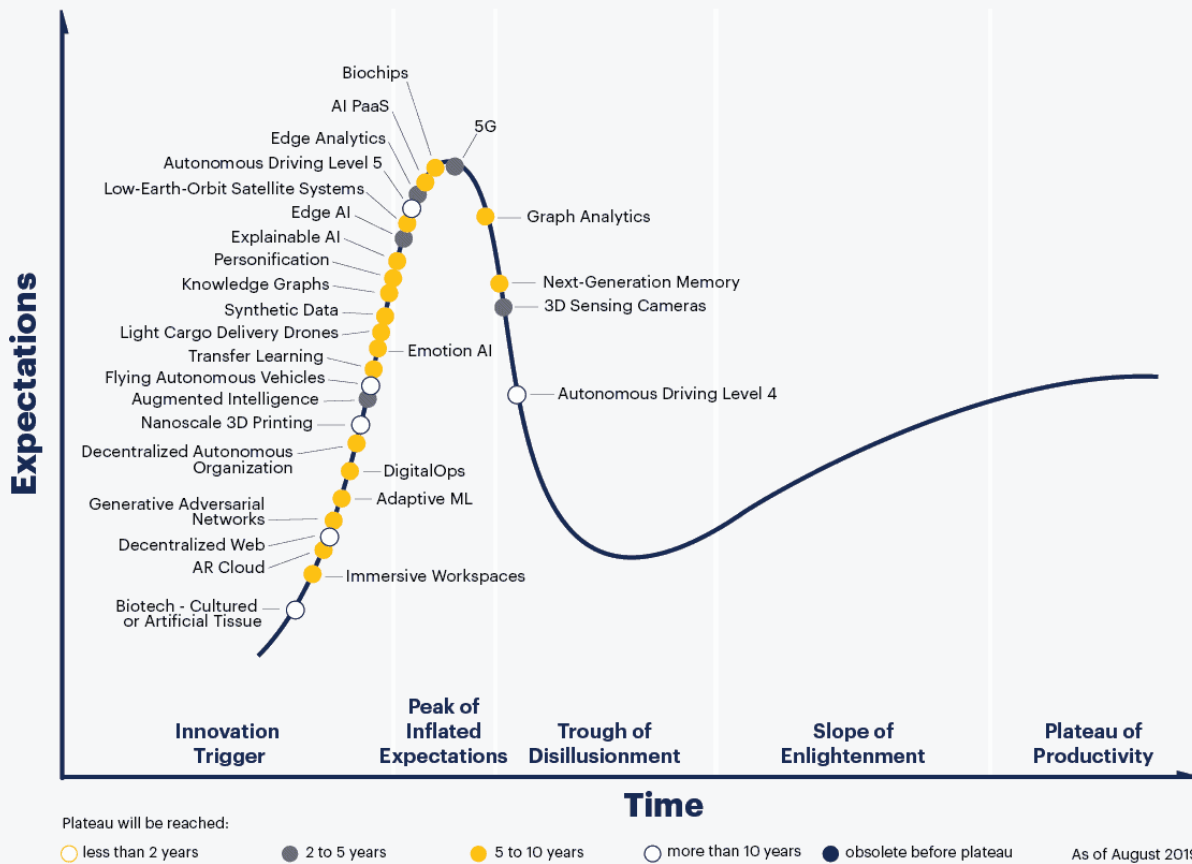 Biochips
AI PaaS
5G
Edge Analytics
Autonomous Driving Level 5
Low-Earth-Orbit Satellite Systems
Edge AI
Graph Analytics
Explainable AI
Personification
Knowledge Graphs
Next-Generation Memory
Synthetic Data
3D Sensing Cameras
Light Cargo Delivery Drones
Emotion AI
Transfer Learning
Flying Autonomous Vehicles
Augmented Intelligence
Autonomous Driving Level 4
Nanoscale 3D Printing
Decentralized Autonomous
Organization
DigitalOps
Adaptive ML
Generative Adversarial
Networks
Decentralized Web
AR Cloud
Immersive Workspaces
Biotech - Cultured
or Artificial Tissue
Expectations
Innovation
Trigger
Peak of
Inflated
Expectations
Trough of
Disillusionment
Slope of
Enlightenment
Plateau of
Productivity
Time
Plateau will be reached:
less than 2 years
2 to 5 years
5 to 10 years
more than 10 years
obsolete before plateau
As of August 2019